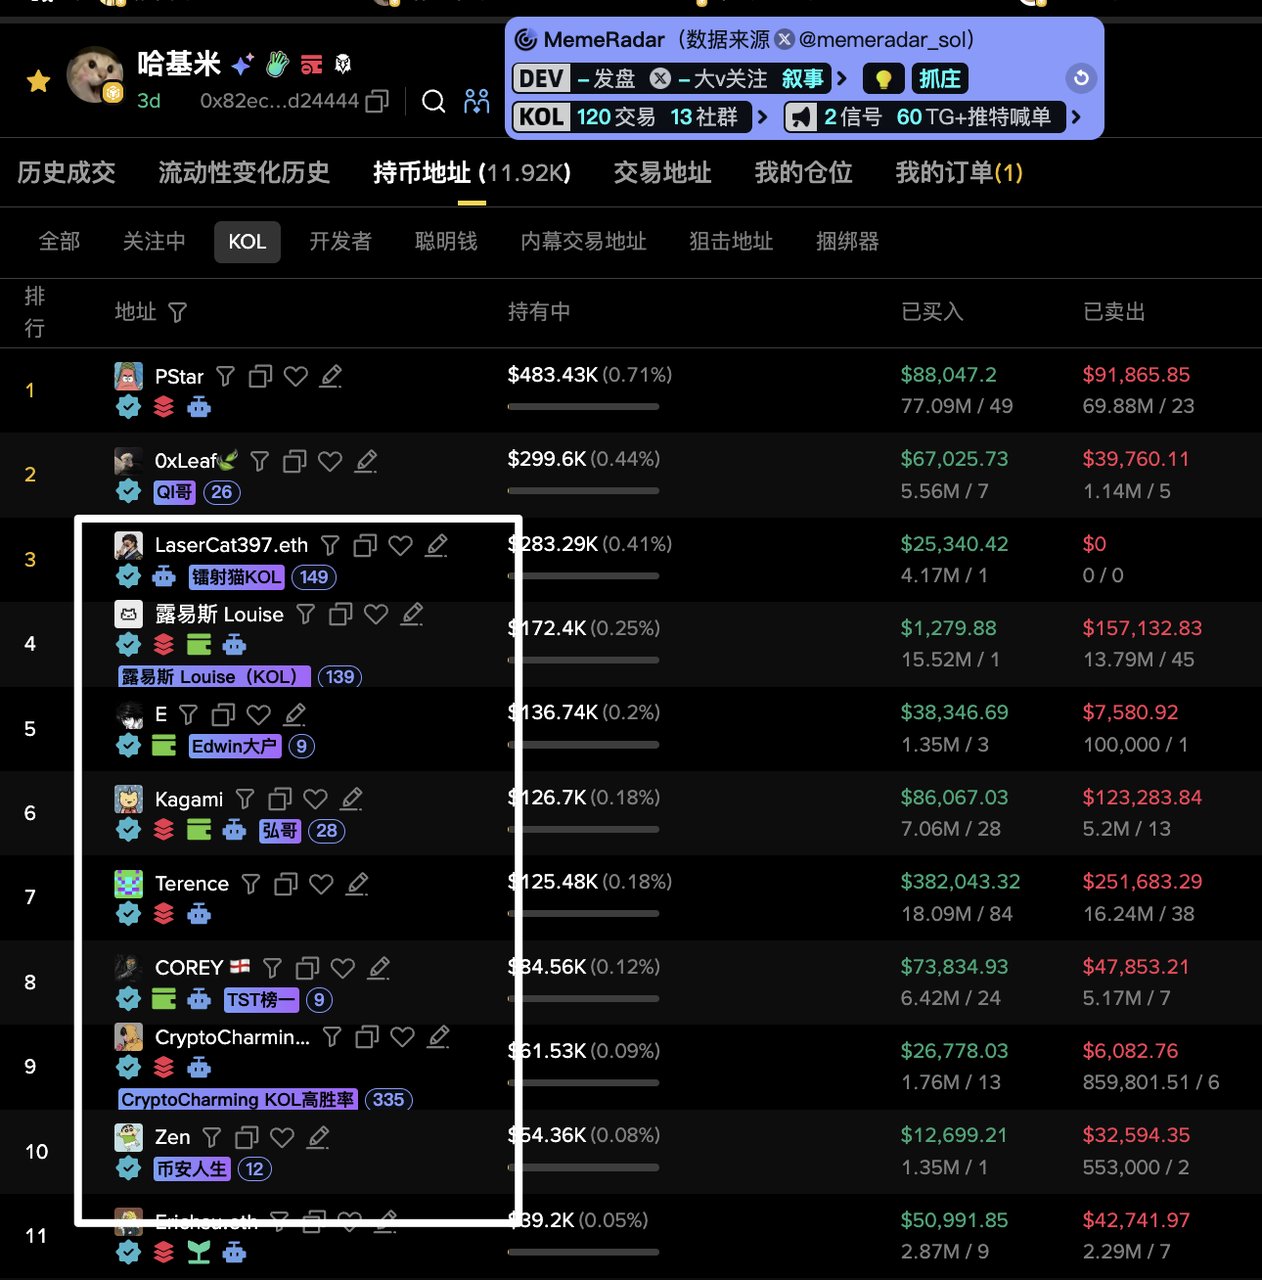 哈基米
3d 0x82ec...d24444
MemeRadar（数据来源 X @memeradar_sol）
DEV –发盘 X –大v关注 叙事 > 抓庄
KOL 120交易 13社群 > 2信号 60TG+推特喊单 >
历史成交 流动性变化历史 持币地址 (11.92K) 交易地址 我的仓位 我的订单(1)
全部 关注中 KOL 开发者 聪明钱 内幕交易地址 狙击地址 捆绑器
排行 地址 持有中 已买入 已卖出
1 PStar $483.43K (0.71%) $88,047.2 $91,865.85
77.09M / 49 69.88M / 23
2 0xLeaf $299.6K (0.44%) $67,025.73 $39,760.11
QI哥 26 5.56M / 7 1.14M / 5
3 LaserCat397.eth $283.29K (0.41%) $25,340.42 $0
镭射猫KOL 149 4.17M / 1 0 / 0
4 露易斯 Louise $172.4K (0.25%) $1,279.88 $157,132.83
15.52M / 1 13.79M / 45
露易斯 Louise（KOL） 139
5 E $136.74K (0.2%) $38,346.69 $7,580.92
Edwin大户 9 1.35M / 3 100,000 / 1
6 Kagami $126.7K (0.18%) $86,067.03 $123,283.84
弘哥 28 7.06M / 28 5.2M / 13
7 Terence $125.48K (0.18%) $382,043.32 $251,683.29
18.09M / 84 16.24M / 38
8 COREY $84.56K (0.12%) $73,834.93 $47,853.21
TST榜一 9 6.42M / 24 5.17M / 7
9 CryptoCharmin... $61.53K (0.09%) $26,778.03 $6,082.76
1.76M / 13 859,801.51 / 6
CryptoCharming KOL高胜率 335
10 Zen $54.36K (0.08%) $12,699.21 $32,594.35
币安人生 12 1.35M / 1 553,000 / 2
11 $39.2K (0.05%) $50,991.85 $42,741.97
2.87M / 9 2.29M / 7